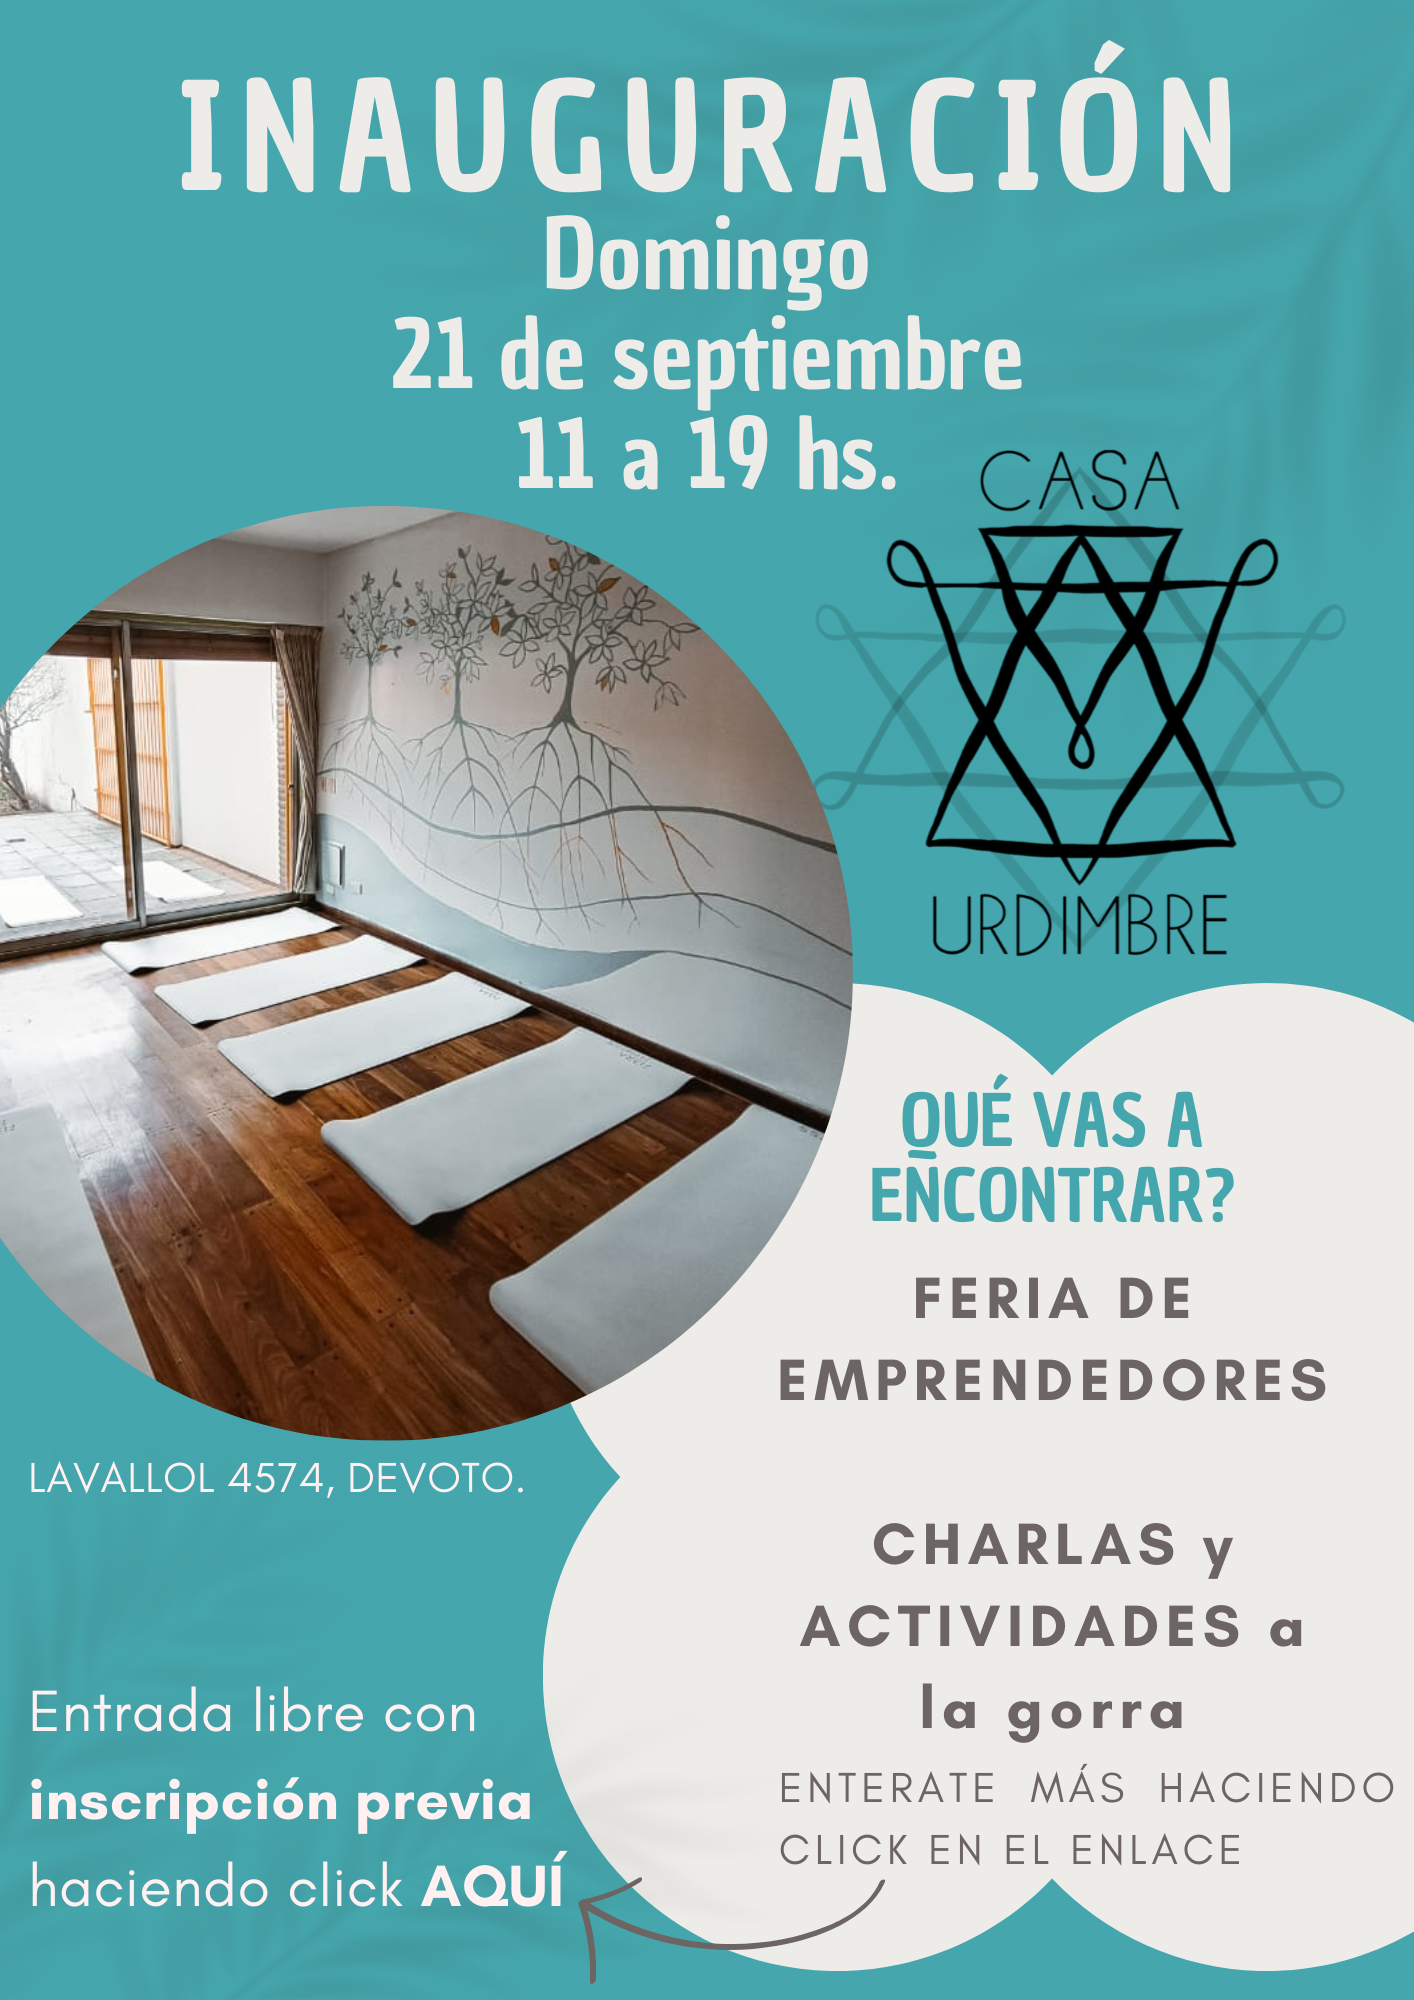 INAUGURACIÓN
Domingo
21 de septiembre
11 a 19 hs.
CASA
URDIMBRE
QUÉ VAS A
ENCONTRAR?
FERIA DE
EMPRENDEDORES
CHARLAS y
ACTIVIDADES a
la gorra
ENTERATE MÁS HACIENDO
CLICK EN EL ENLACE
LAVALLOL 4574, DEVOTO.
Entrada libre con
inscripción previa
haciendo click AQUÍ